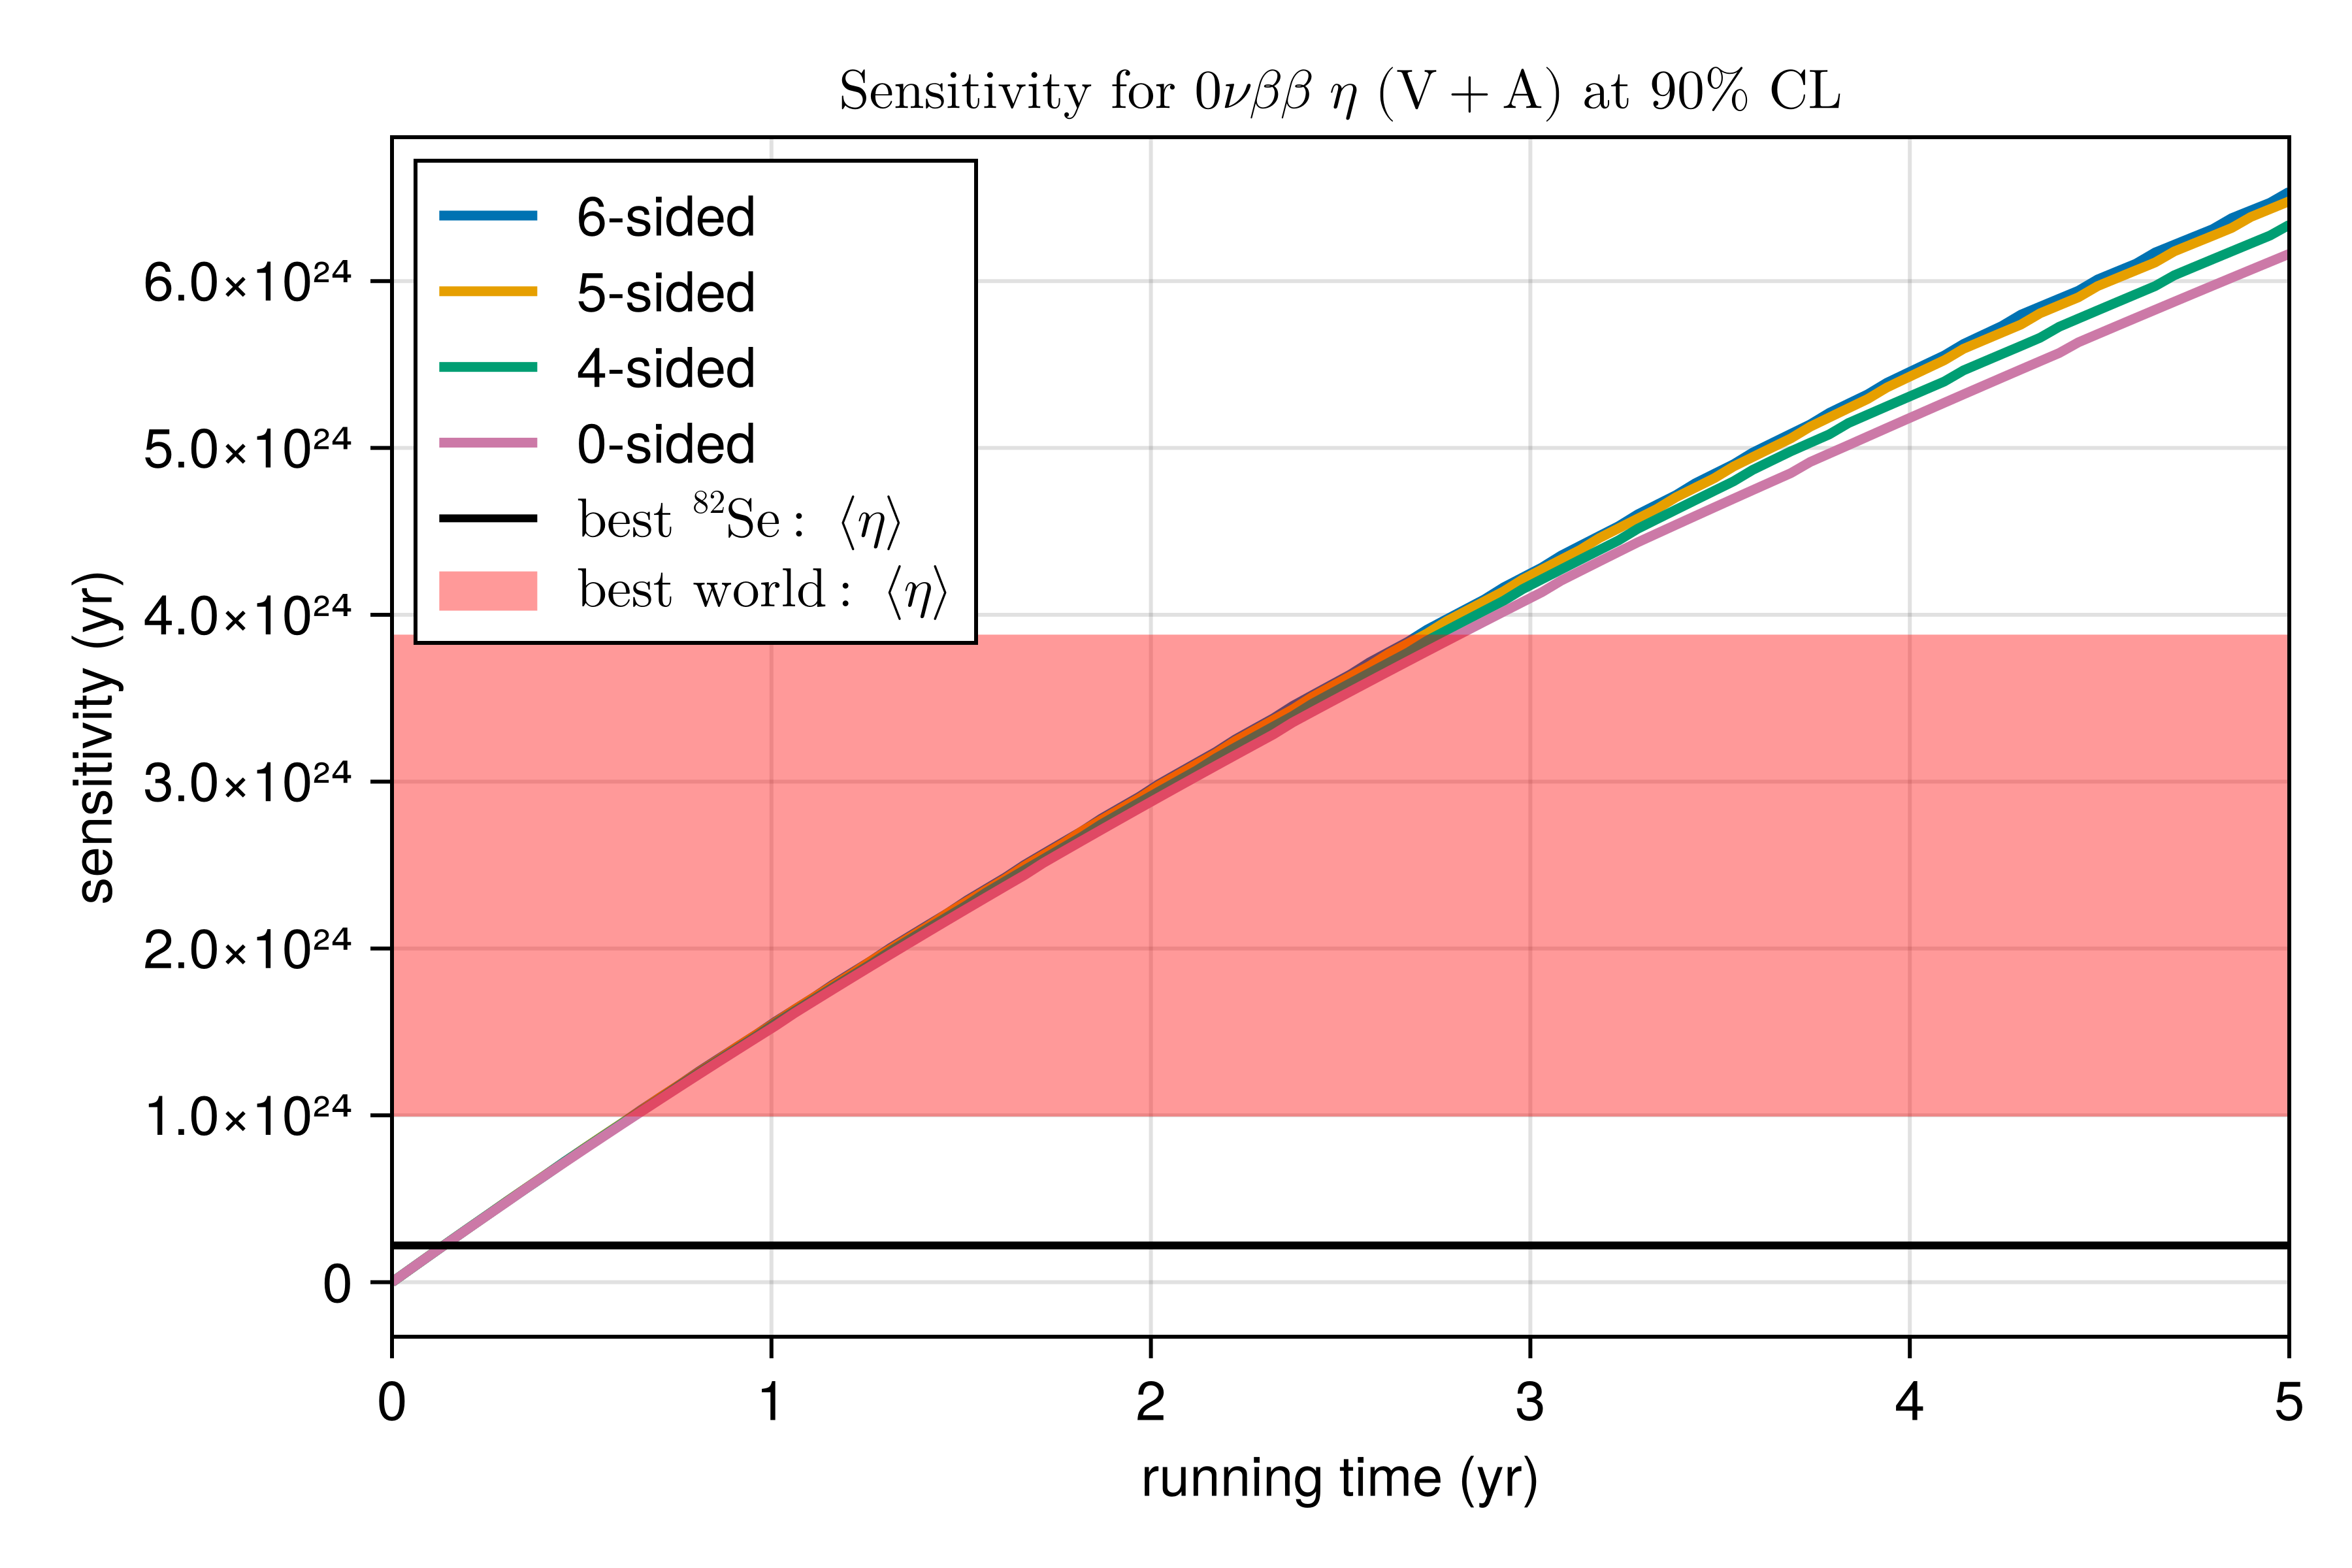 Sensitivity for 0νββ η (V + A) at 90% CL
6-sided
5-sided
4-sided
0-sided
best ⁸²Se: ⟨η⟩
best world: ⟨η⟩
sensitivity (yr)
6.0×10²⁴
5.0×10²⁴
4.0×10²⁴
3.0×10²⁴
2.0×10²⁴
1.0×10²⁴
0
0 1 2 3 4 5
running time (yr)